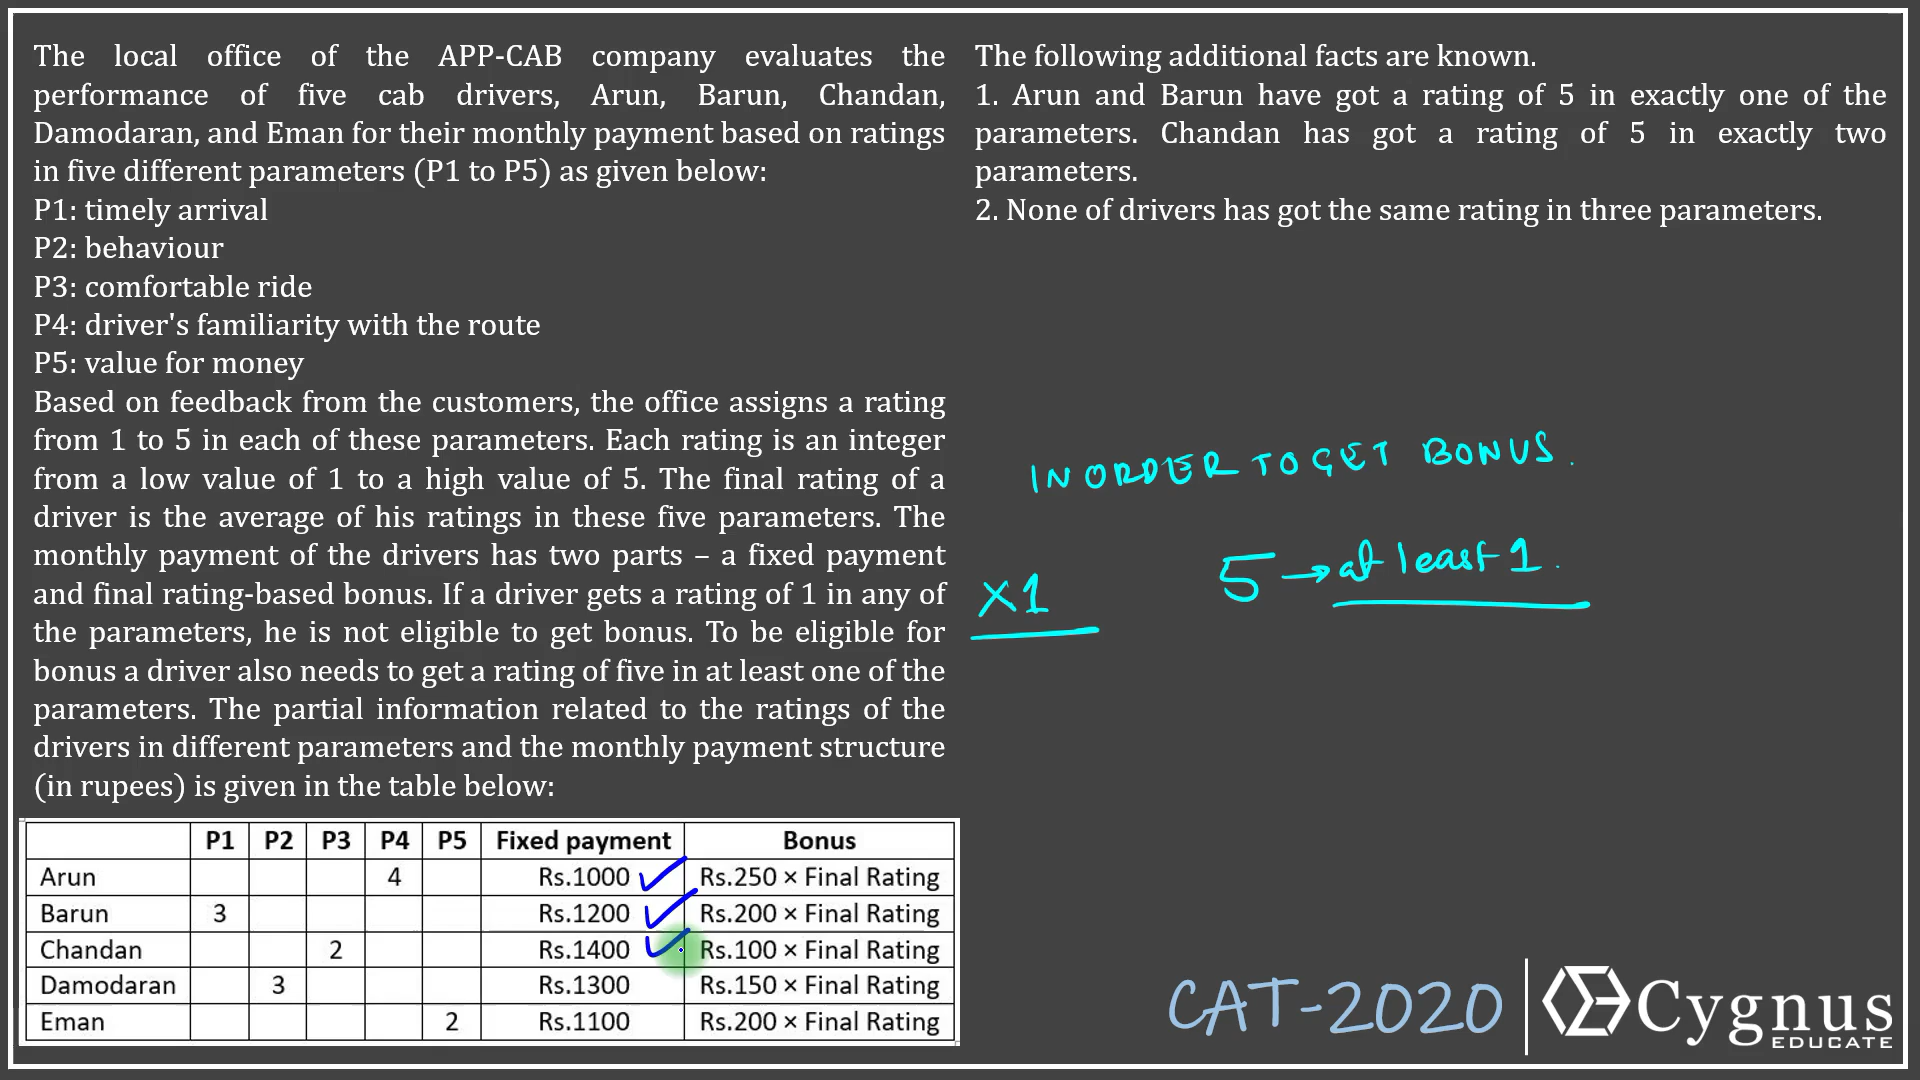 The local office of the APP-CAB company evaluates the
performance of five cab drivers, Arun, Barun, Chandan,
Damodaran, and Eman for their monthly payment based on ratings
in five different parameters (P1 to P5) as given below:
P1: timely arrival
P2: behaviour
P3: comfortable ride
P4: driver's familiarity with the route
P5: value for money
Based on feedback from the customers, the office assigns a rating
from 1 to 5 in each of these parameters. Each rating is an integer
from a low value of 1 to a high value of 5. The final rating of a
driver is the average of his ratings in these five parameters. The
monthly payment of the drivers has two parts – a fixed payment
and final rating-based bonus. If a driver gets a rating of 1 in any of
the parameters, he is not eligible to get bonus. To be eligible for
bonus a driver also needs to get a rating of five in at least one of the
parameters. The partial information related to the ratings of the
drivers in different parameters and the monthly payment structure
(in rupees) is given in the table below:
P1 P2 P3 P4 P5 Fixed payment Bonus
Arun 4 Rs.1000 Rs.250 × Final Rating
Barun 3 Rs.1200 Rs.200 × Final Rating
Chandan 2 Rs.1400 Rs.100 × Final Rating
Damodaran 3 Rs.1300 Rs.150 × Final Rating
Eman 2 Rs.1100 Rs.200 × Final Rating
The following additional facts are known.
1. Arun and Barun have got a rating of 5 in exactly one of the
parameters. Chandan has got a rating of 5 in exactly two
parameters.
2. None of drivers has got the same rating in three parameters.
IN ORDER TO GET BONUS.
X1 5 → at least 1.
CAT-2020
Cygnus
EDUCATE